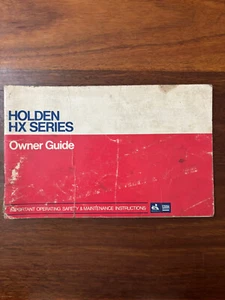 HOLDEN
HX SERIES
Owner Guide
IMPORTANT OPERATING, SAFETY & MAINTENANCE INSTRUCTIONS